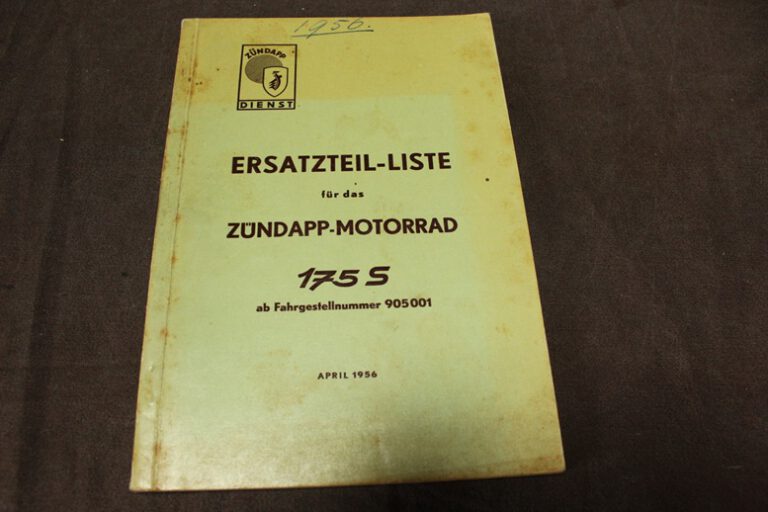 1956.
ZÜNDAPP
DIENST
ERSATZTEIL-LISTE
für das
ZÜNDAPP-MOTORRAD
175 S
ab Fahrgestellnummer 905001
APRIL 1956